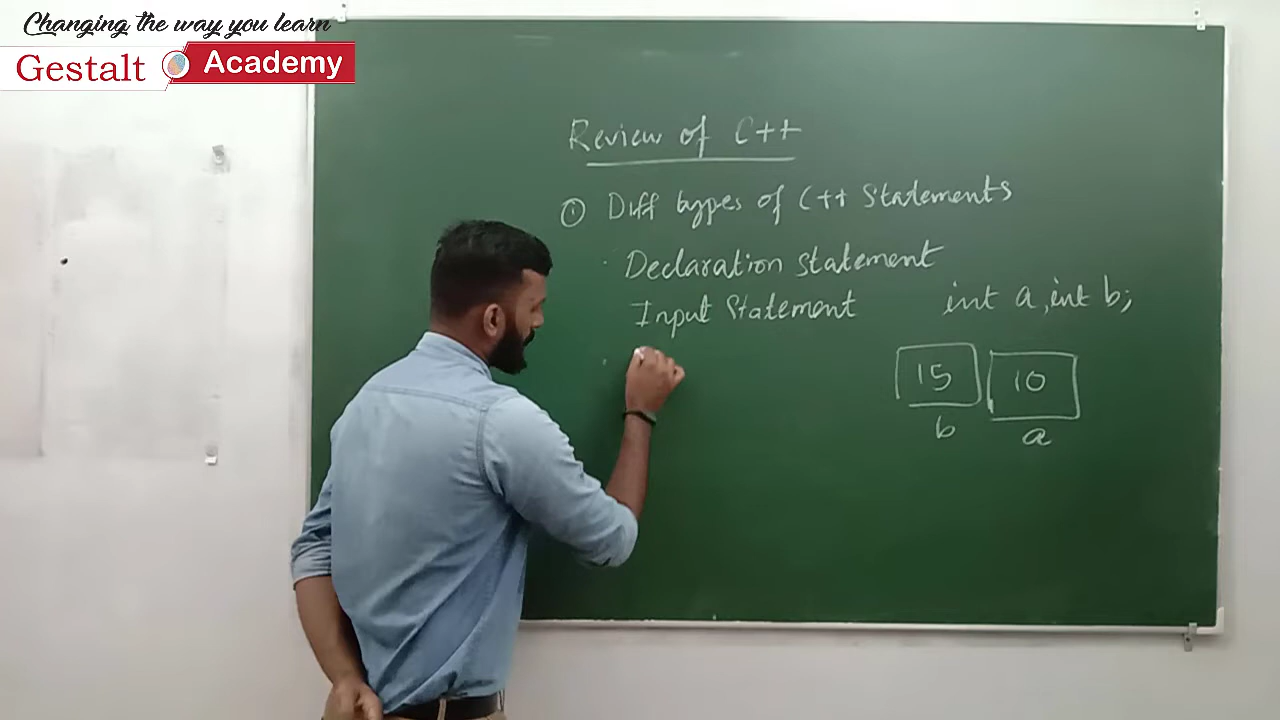 Changing the way you learn
Gestalt Academy
Review of C++
① Diff types of C++ Statements
· Declaration statement
Input Statement
int a, int b;
15 10
b a